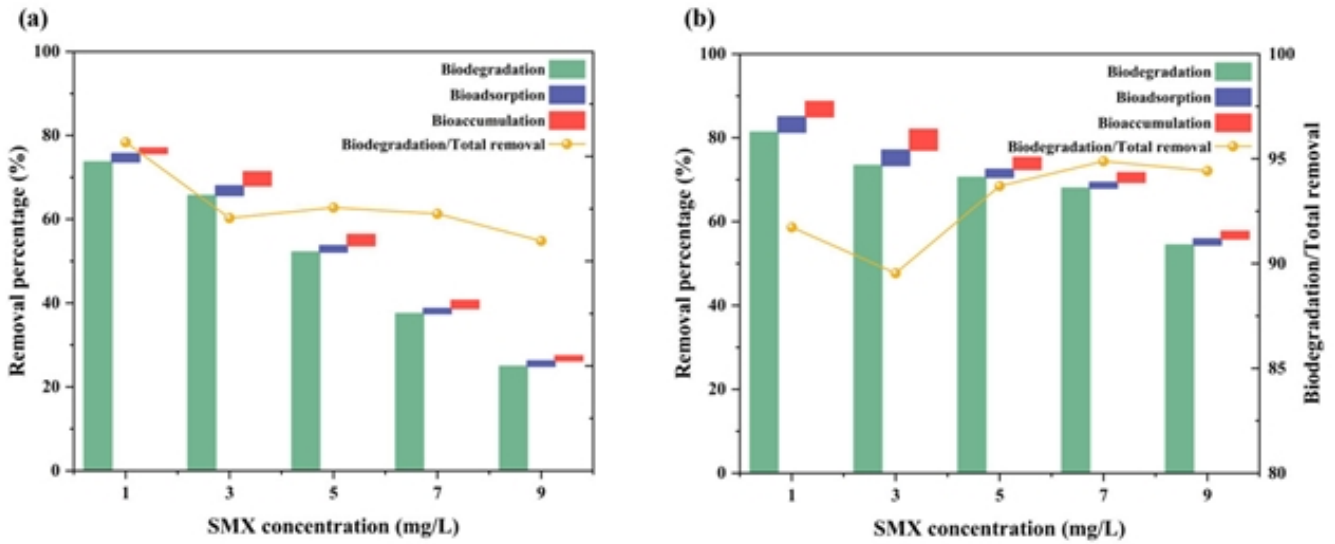 (a)
100
80
60
40
20
0
Removal percentage (%)
Biodegradation
Bioadsorption
Bioaccumulation
Biodegradation/Total removal
1 3 5 7 9
SMX concentration (mg/L)
(b)
100
80
60
40
20
0
Removal percentage (%)
Biodegradation
Bioadsorption
Bioaccumulation
Biodegradation/Total removal
100
95
90
85
80
Biodegradation/Total removal
1 3 5 7 9
SMX concentration (mg/L)